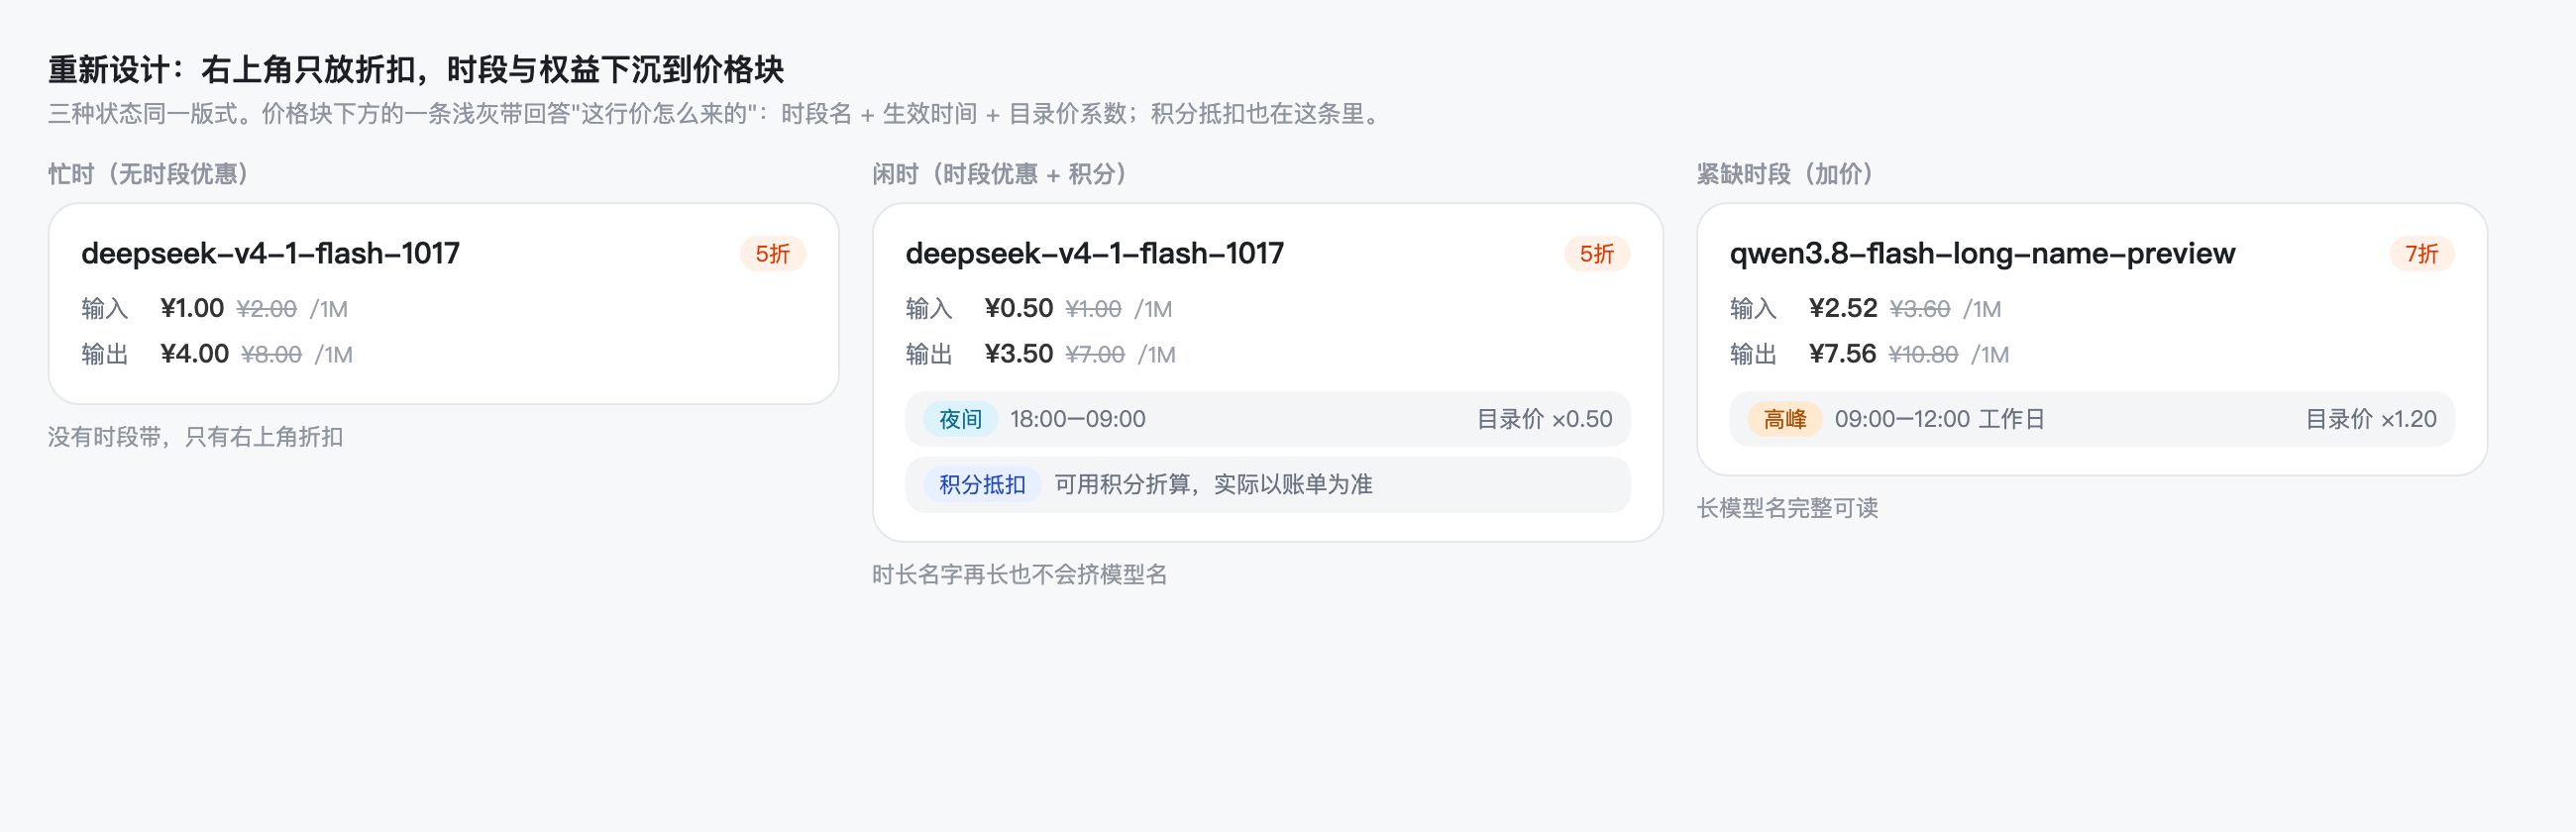 重新设计：右上角只放折扣，时段与权益下沉到价格块
三种状态同一版式。价格块下方的一条浅灰带回答"这行价怎么来的"：时段名 + 生效时间 + 目录价系数；积分抵扣也在这条里。
忙时（无时段优惠）
deepseek-v4-1-flash-1017 5折
输入 ¥1.00 ¥2.00 /1M
输出 ¥4.00 ¥8.00 /1M
没有时段带，只有右上角折扣
闲时（时段优惠 + 积分）
deepseek-v4-1-flash-1017 5折
输入 ¥0.50 ¥1.00 /1M
输出 ¥3.50 ¥7.00 /1M
夜间 18:00—09:00 目录价 ×0.50
积分抵扣 可用积分折算，实际以账单为准
时长名字再长也不会挤模型名
紧缺时段（加价）
qwen3.8-flash-long-name-preview 7折
输入 ¥2.52 ¥3.60 /1M
输出 ¥7.56 ¥10.80 /1M
高峰 09:00—12:00 工作日 目录价 ×1.20
长模型名完整可读